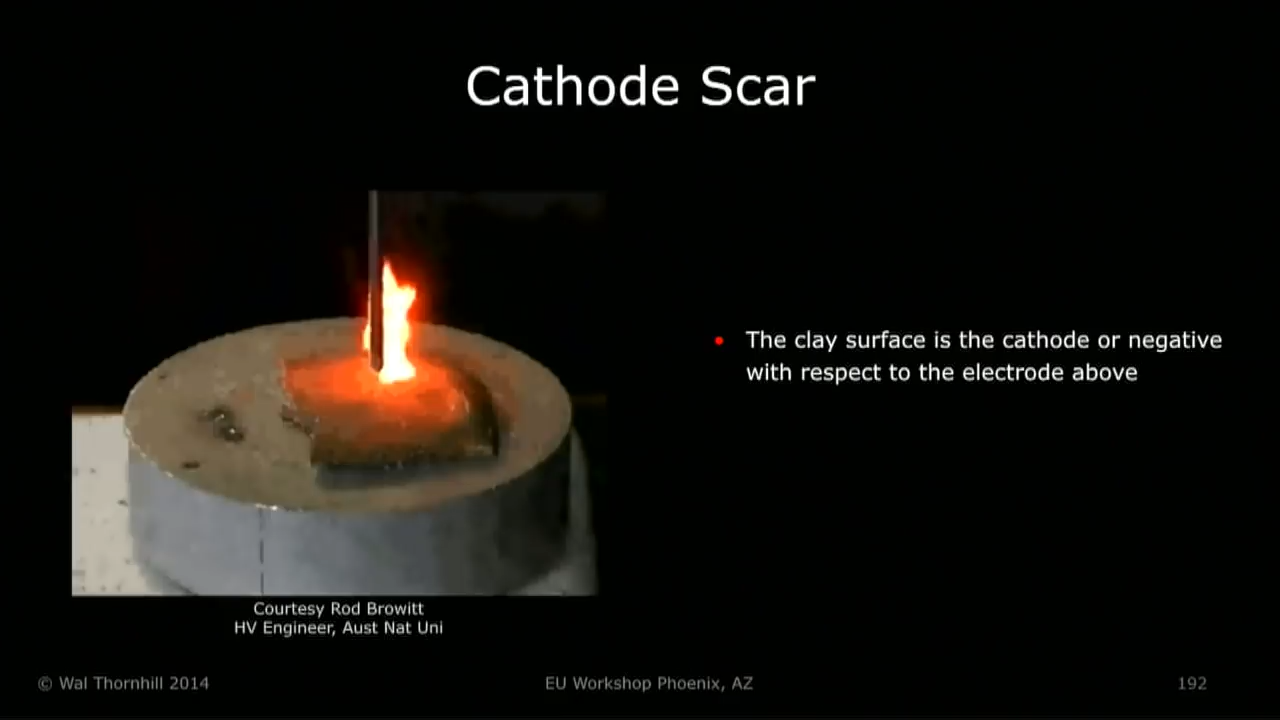 Cathode Scar
The clay surface is the cathode or negative
with respect to the electrode above
Courtesy Rod Browitt
HV Engineer, Aust Nat Uni
© Wal Thornhill 2014
EU Workshop Phoenix, AZ
192